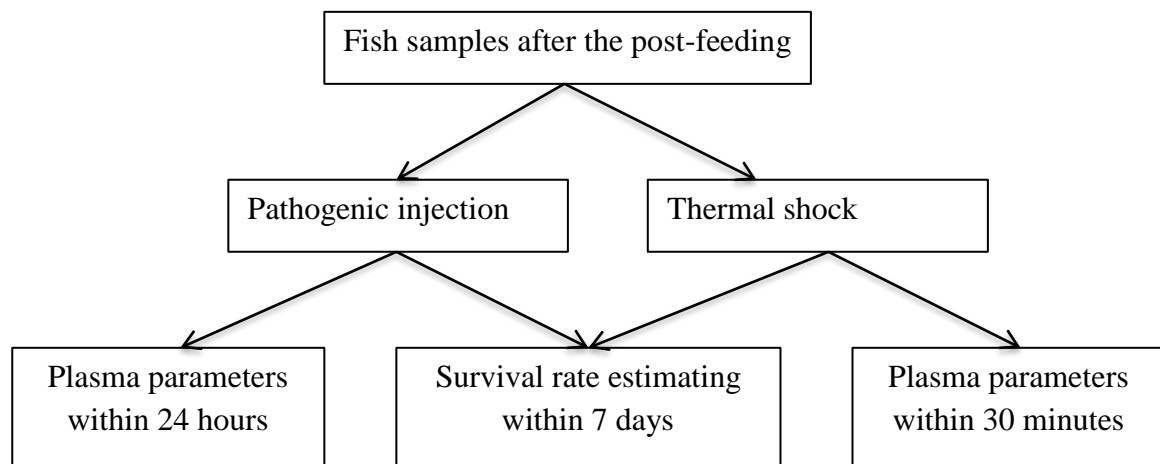 Fish samples after the post-feeding
Pathogenic injection
Thermal shock
Plasma parameters
within 24 hours
Survival rate estimating
within 7 days
Plasma parameters
within 30 minutes